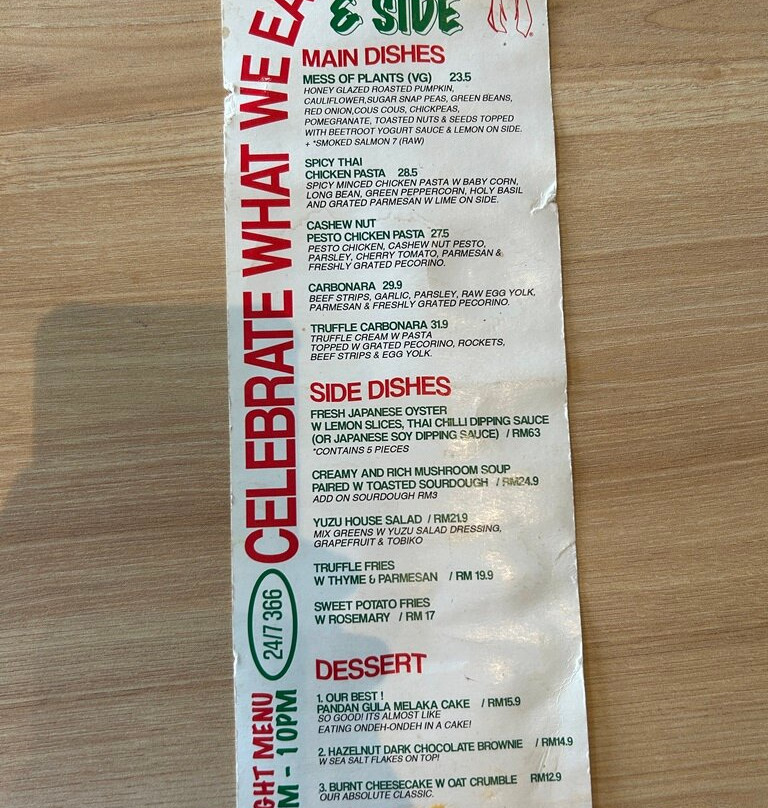 & SIDE
MAIN DISHES
MESS OF PLANTS (VG) 23.5
HONEY GLAZED ROASTED PUMPKIN,
CAULIFLOWER,SUGAR SNAP PEAS, GREEN BEANS,
RED ONION,COUS COUS, CHICKPEAS,
POMEGRANATE, TOASTED NUTS & SEEDS TOPPED
WITH BEETROOT YOGURT SAUCE & LEMON ON SIDE.
+ *SMOKED SALMON 7 (RAW)
SPICY THAI
CHICKEN PASTA 28.5
SPICY MINCED CHICKEN PASTA W BABY CORN,
LONG BEAN, GREEN PEPPERCORN, HOLY BASIL
AND GRATED PARMESAN W LIME ON SIDE.
CASHEW NUT
PESTO CHICKEN PASTA 27.5
PESTO CHICKEN, CASHEW NUT PESTO,
PARSLEY, CHERRY TOMATO, PARMESAN &
FRESHLY GRATED PECORINO.
CARBONARA 29.9
BEEF STRIPS, GARLIC, PARSLEY, RAW EGG YOLK,
PARMESAN & FRESHLY GRATED PECORINO.
TRUFFLE CARBONARA 31.9
TRUFFLE CREAM W PASTA
TOPPED W GRATED PECORINO, ROCKETS,
BEEF STRIPS & EGG YOLK.
SIDE DISHES
FRESH JAPANESE OYSTER
W LEMON SLICES, THAI CHILLI DIPPING SAUCE
(OR JAPANESE SOY DIPPING SAUCE) / RM63
*CONTAINS 5 PIECES
CREAMY AND RICH MUSHROOM SOUP
PAIRED W TOASTED SOURDOUGH / RM24.9
ADD ON SOURDOUGH RM3
YUZU HOUSE SALAD / RM21.9
MIX GREENS W YUZU SALAD DRESSING,
GRAPEFRUIT & TOBIKO
TRUFFLE FRIES
W THYME & PARMESAN / RM 19.9
SWEET POTATO FRIES
W ROSEMARY / RM 17
DESSERT
1. OUR BEST !
PANDAN GULA MELAKA CAKE / RM15.9
SO GOOD! ITS ALMOST LIKE
EATING ONDEH-ONDEH IN A CAKE!
2. HAZELNUT DARK CHOCOLATE BROWNIE / RM14.9
W SEA SALT FLAKES ON TOP!
3. BURNT CHEESECAKE W OAT CRUMBLE RM12.9
OUR ABSOLUTE CLASSIC.
CELEBRATE WHAT WE EA
24/7 366
GHT MENU
M - 10PM